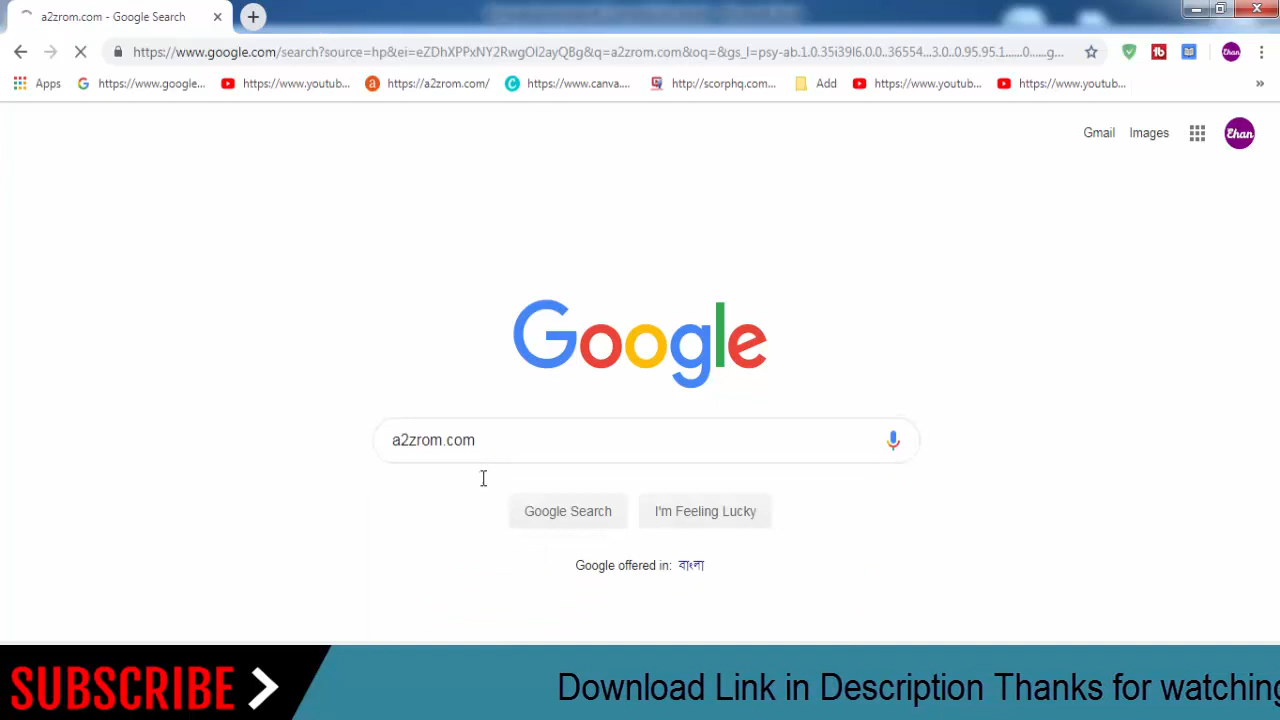 a2zrom.com - Google Search
https://www.google.com/search?source=hp&ei=eZDhXPPxNY2RwgOl2ayQBg&q=a2zrom.com&oq=&gs_l=psy-ab.1.0.35i39l6.0.0..36554...3.0..0.95.95.1......0.....g...
Apps https://www.google... https://www.youtub... https://a2zrom.com/ https://www.canva.... http://scorphq.com... Add https://www.youtub... https://www.youtub... »
Gmail Images Ehan
Google
a2zrom.com
Google Search I'm Feeling Lucky
Google offered in: বাংলা
SUBSCRIBE Download Link in Description Thanks for watching